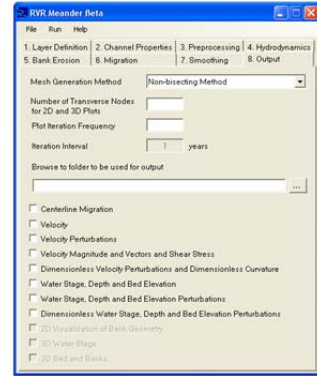 RVR Meander Beta
File Run Help
1. Layer Definition 2. Channel Properties 3. Preprocessing 4. Hydrodynamics
5. Bank Erosion 6. Migration 7. Smoothing 8. Output
Mesh Generation Method Non-bisecting Method
Number of Transverse Nodes
for 2D and 3D Plots
Plot Iteration Frequency
Iteration Interval 1 years
Browse to folder to be used for output
...
Centerline Migration
Velocity
Velocity Perturbations
Velocity Magnitude and Vectors and Shear Stress
Dimensionless Velocity Perturbations and Dimensionless Curvature
Water Stage, Depth and Bed Elevation
Water Stage, Depth and Bed Elevation Perturbations
Dimensionless Water Stage, Depth and Bed Elevation Perturbations
2D Visualization of Bank Geometry
3D Water Stage
3D Bed and Banks